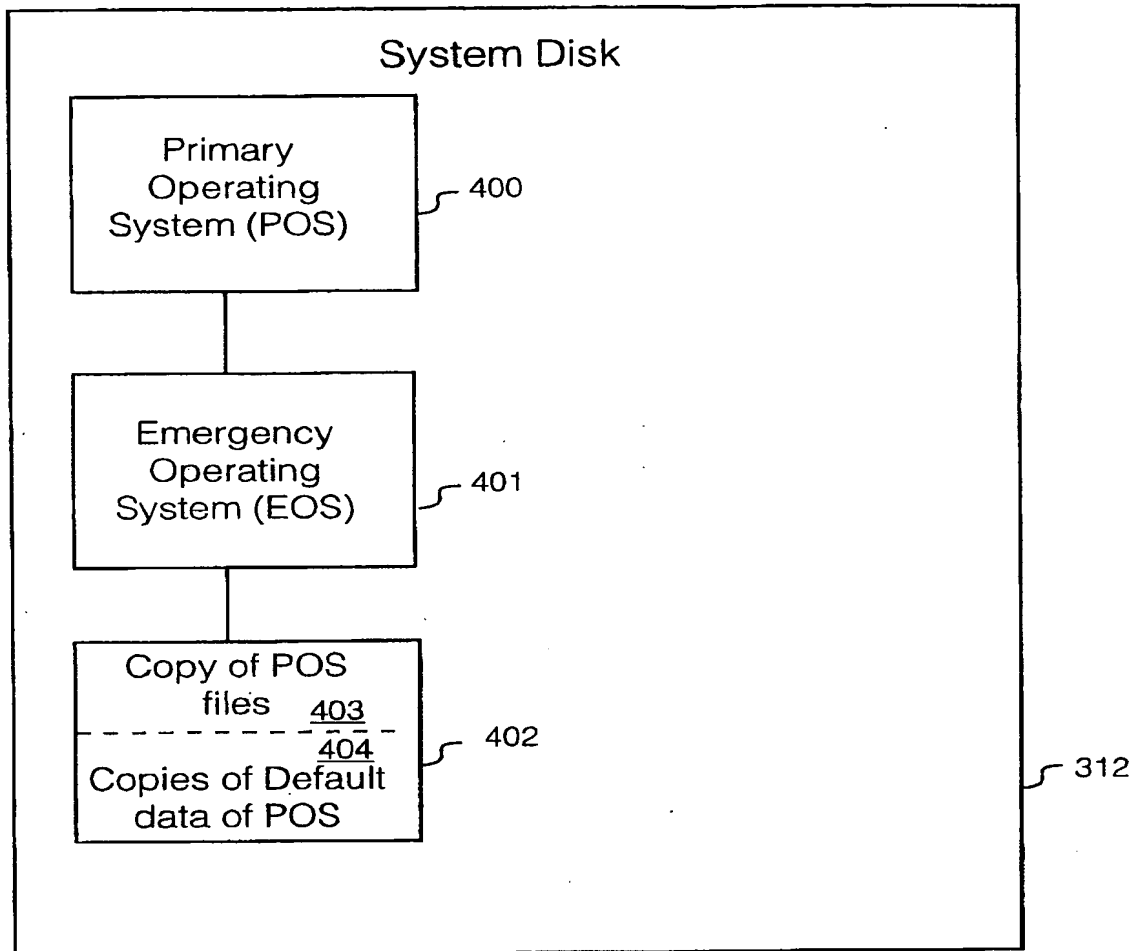 System Disk
Primary
Operating
System (POS)
400
Emergency
Operating
System (EOS)
401
Copy of POS
files 403
404
Copies of Default
data of POS
402
312